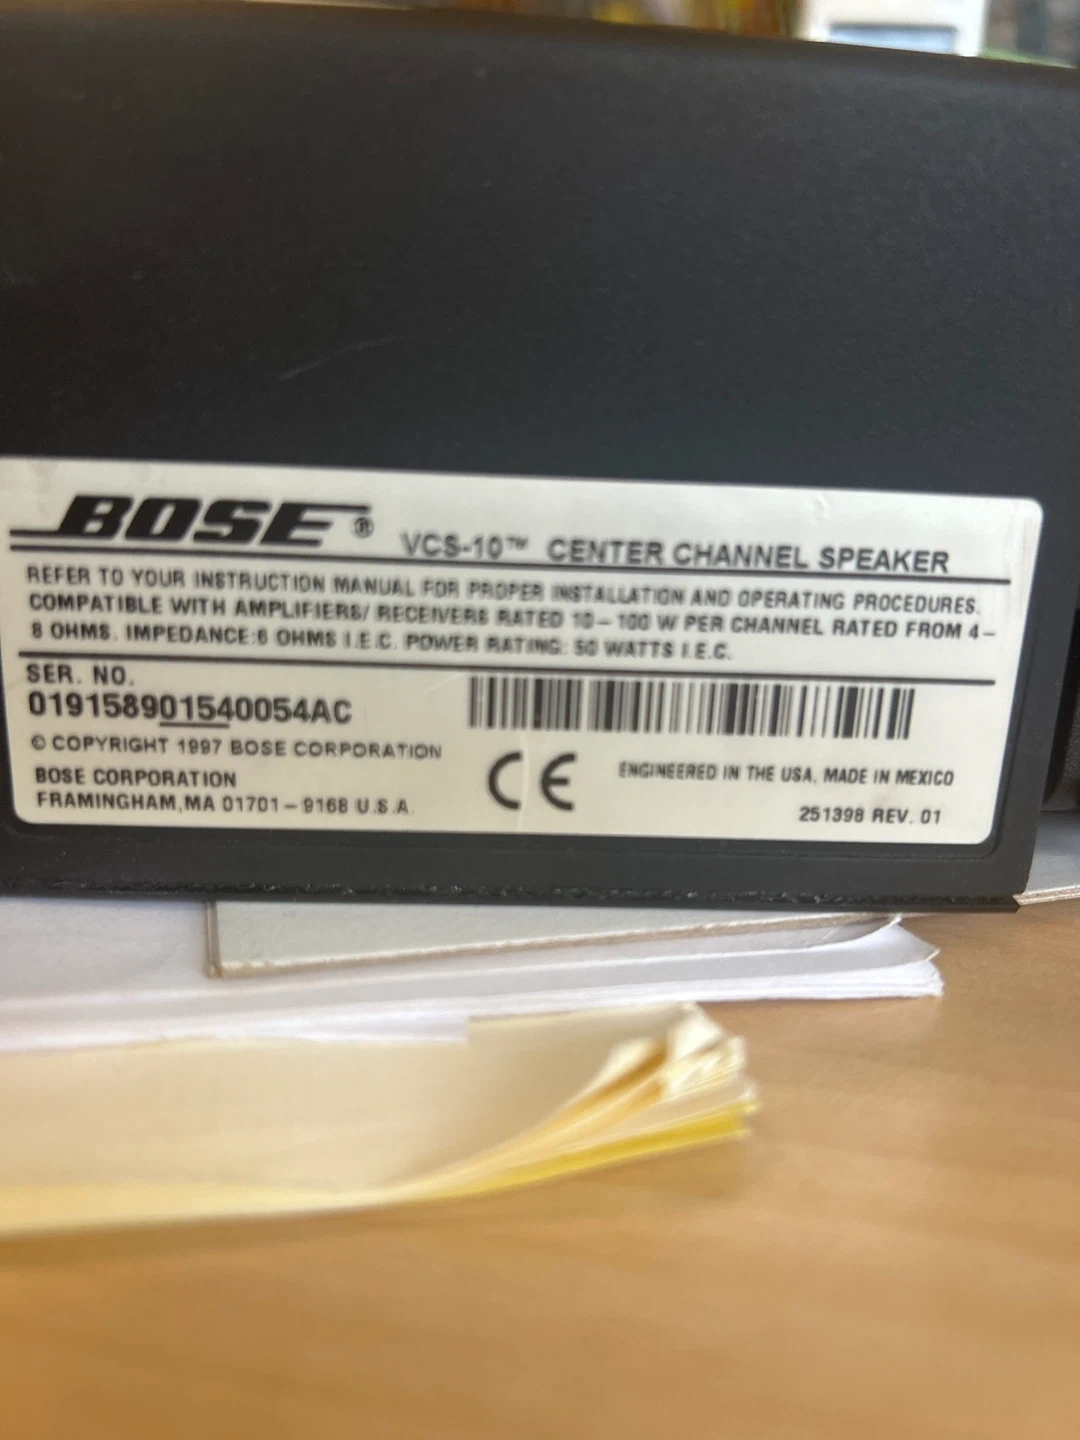 BOSE® VCS-10™ CENTER CHANNEL SPEAKER
REFER TO YOUR INSTRUCTION MANUAL FOR PROPER INSTALLATION AND OPERATING PROCEDURES.
COMPATIBLE WITH AMPLIFIERS/ RECEIVERS RATED 10–100 W PER CHANNEL RATED FROM 4–
8 OHMS. IMPEDANCE:6 OHMS I.E.C. POWER RATING: 50 WATTS I.E.C.
SER. NO.
019158901540054AC
© COPYRIGHT 1997 BOSE CORPORATION
BOSE CORPORATION
FRAMINGHAM,MA 01701–9168 U.S.A.
CE
ENGINEERED IN THE USA, MADE IN MEXICO
251398 REV. 01